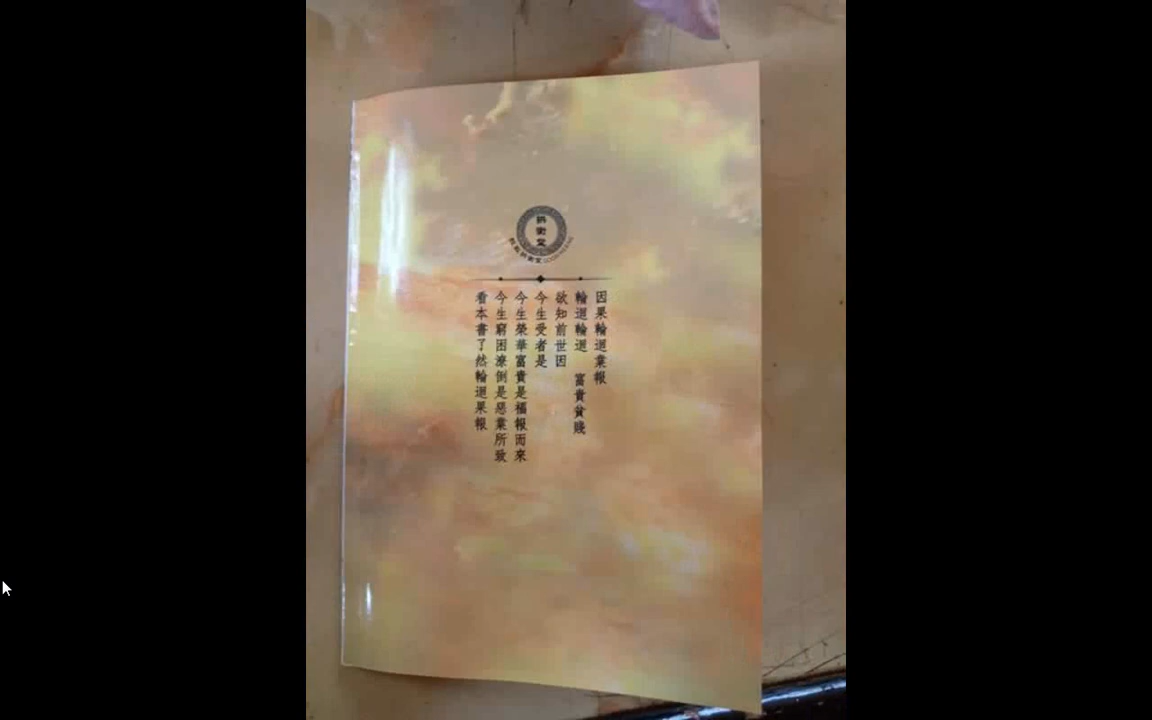 因果輪迴業報
輪迴輪迴　富貴貧賤
欲知前世因
今生受者是
今生榮華富貴是福報而來
今生窮困潦倒是惡業所致
看本書了然輪迴果報